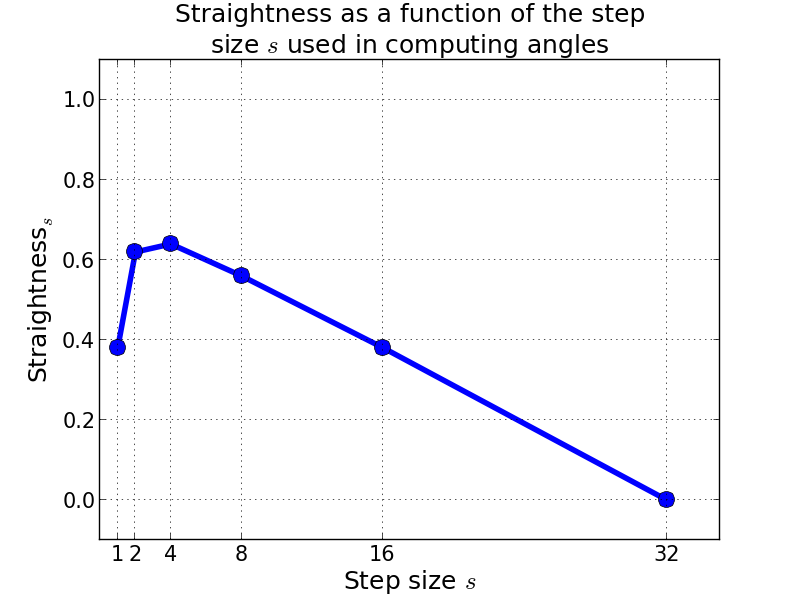 Straightness as a function of the step
size s used in computing angles
Straightness_s
1.0
0.8
0.6
0.4
0.2
0.0
1 2 4 8 16 32
Step size s